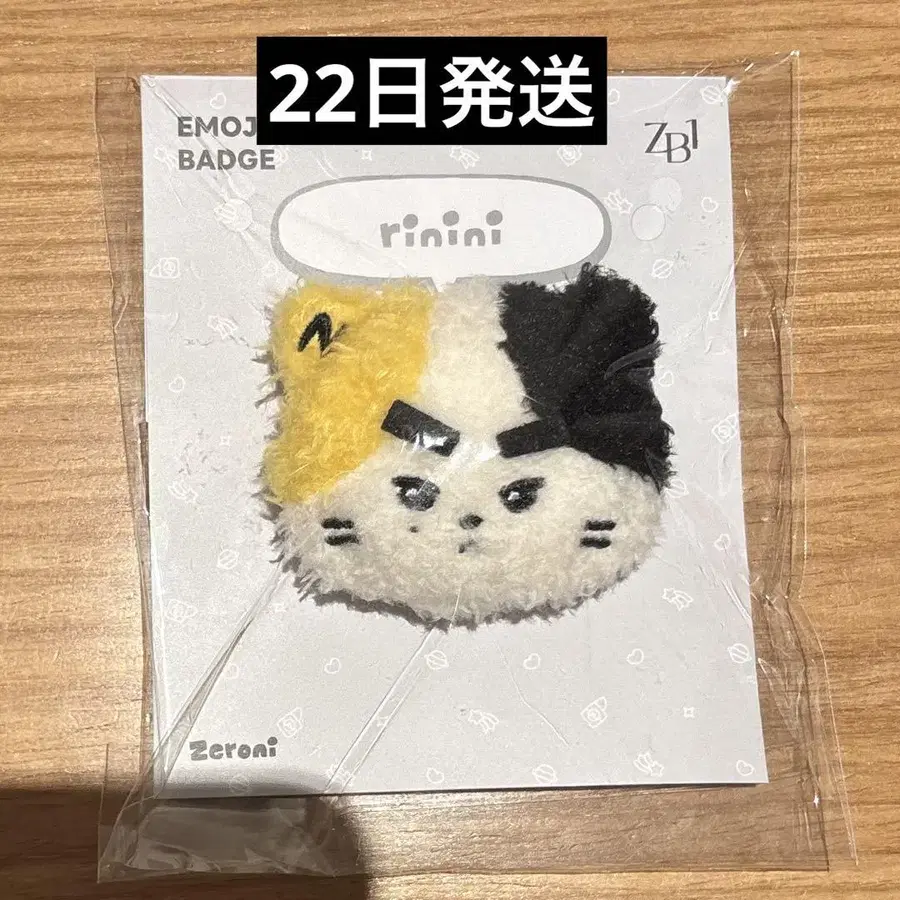 22日発送
EMOJ
BADGE
ZB1
rinini
zeroni